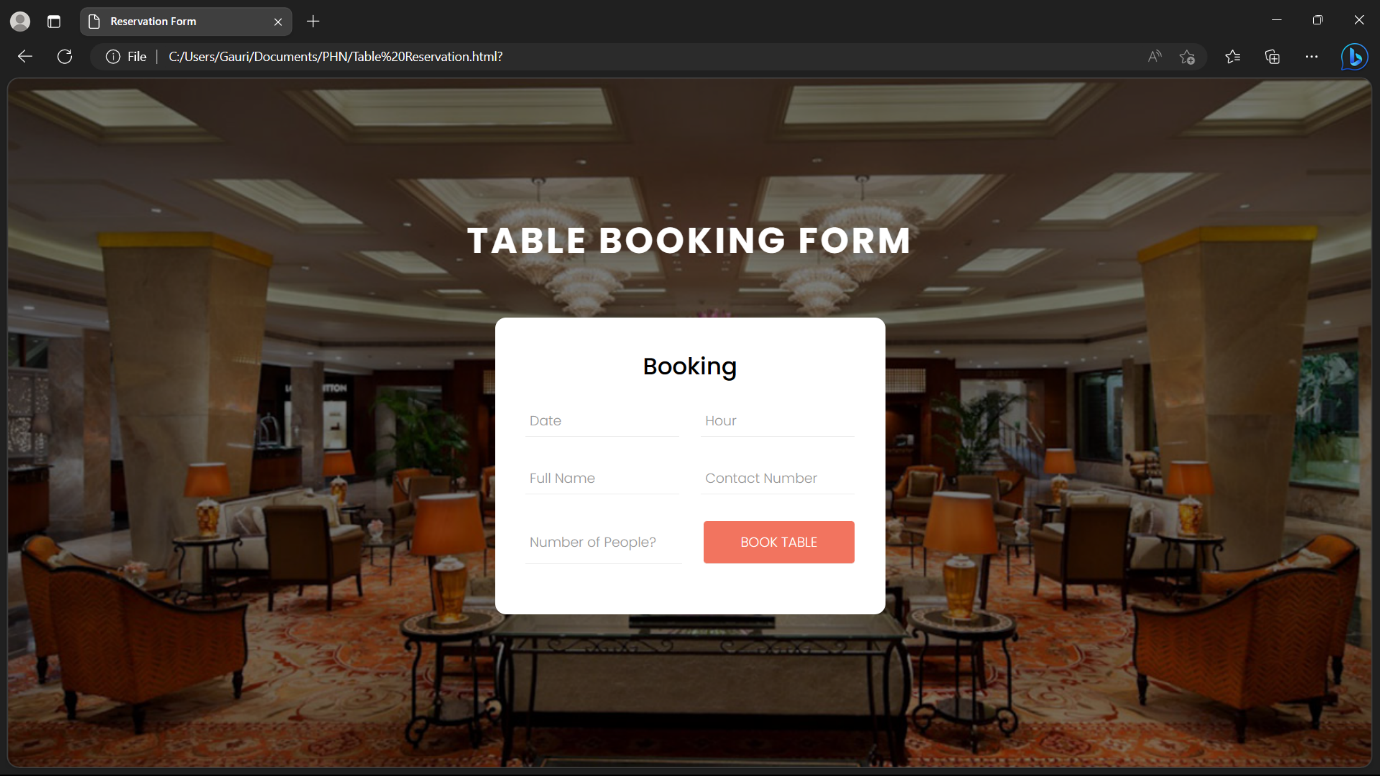 Reservation Form
File
C:/Users/Gauri/Documents/PHN/Table%20Reservation.html?
TABLE BOOKING FORM
Booking
Date
Hour
Full Name
Contact Number
Number of People?
BOOK TABLE